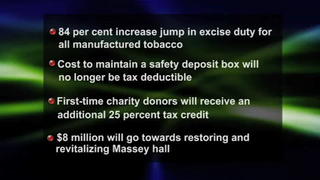 84 per cent increase jump in excise duty for
all manufactured tobacco
Cost to maintain a safety deposit box will
no longer be tax deductible
First-time charity donors will receive an
additional 25 percent tax credit
$8 million will go towards restoring and
revitalizing Massey hall